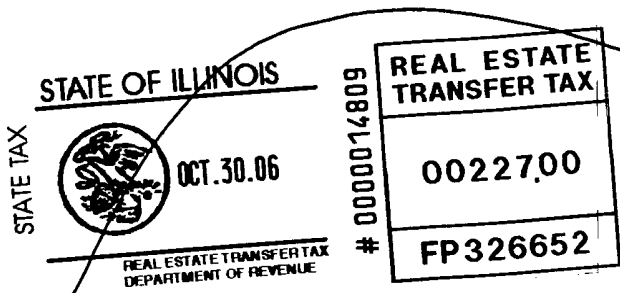 STATE OF ILLINOIS
STATE TAX
OCT.30.06
REAL ESTATE TRANSFER TAX
DEPARTMENT OF REVENUE
# 0000014809
REAL ESTATE
TRANSFER TAX
00227,00
FP326652